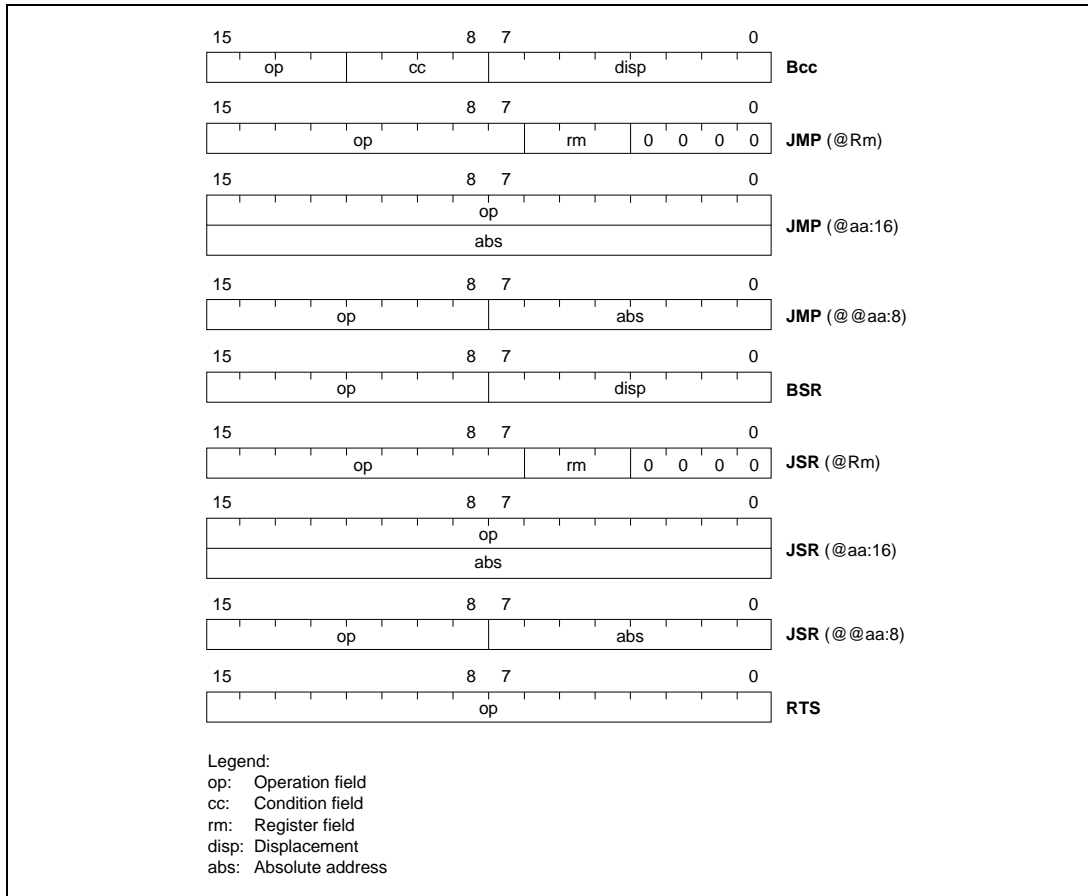 15 8 7 0
op cc disp Bcc
15 8 7 0
op rm 0 0 0 0 JMP (@Rm)
15 8 7 0
op
abs
JMP (@aa:16)
15 8 7 0
op abs JMP (@@aa:8)
15 8 7 0
op disp BSR
15 8 7 0
op rm 0 0 0 0 JSR (@Rm)
15 8 7 0
op
abs
JSR (@aa:16)
15 8 7 0
op abs JSR (@@aa:8)
15 8 7 0
op RTS
Legend:
op: Operation field
cc: Condition field
rm: Register field
disp: Displacement
abs: Absolute address